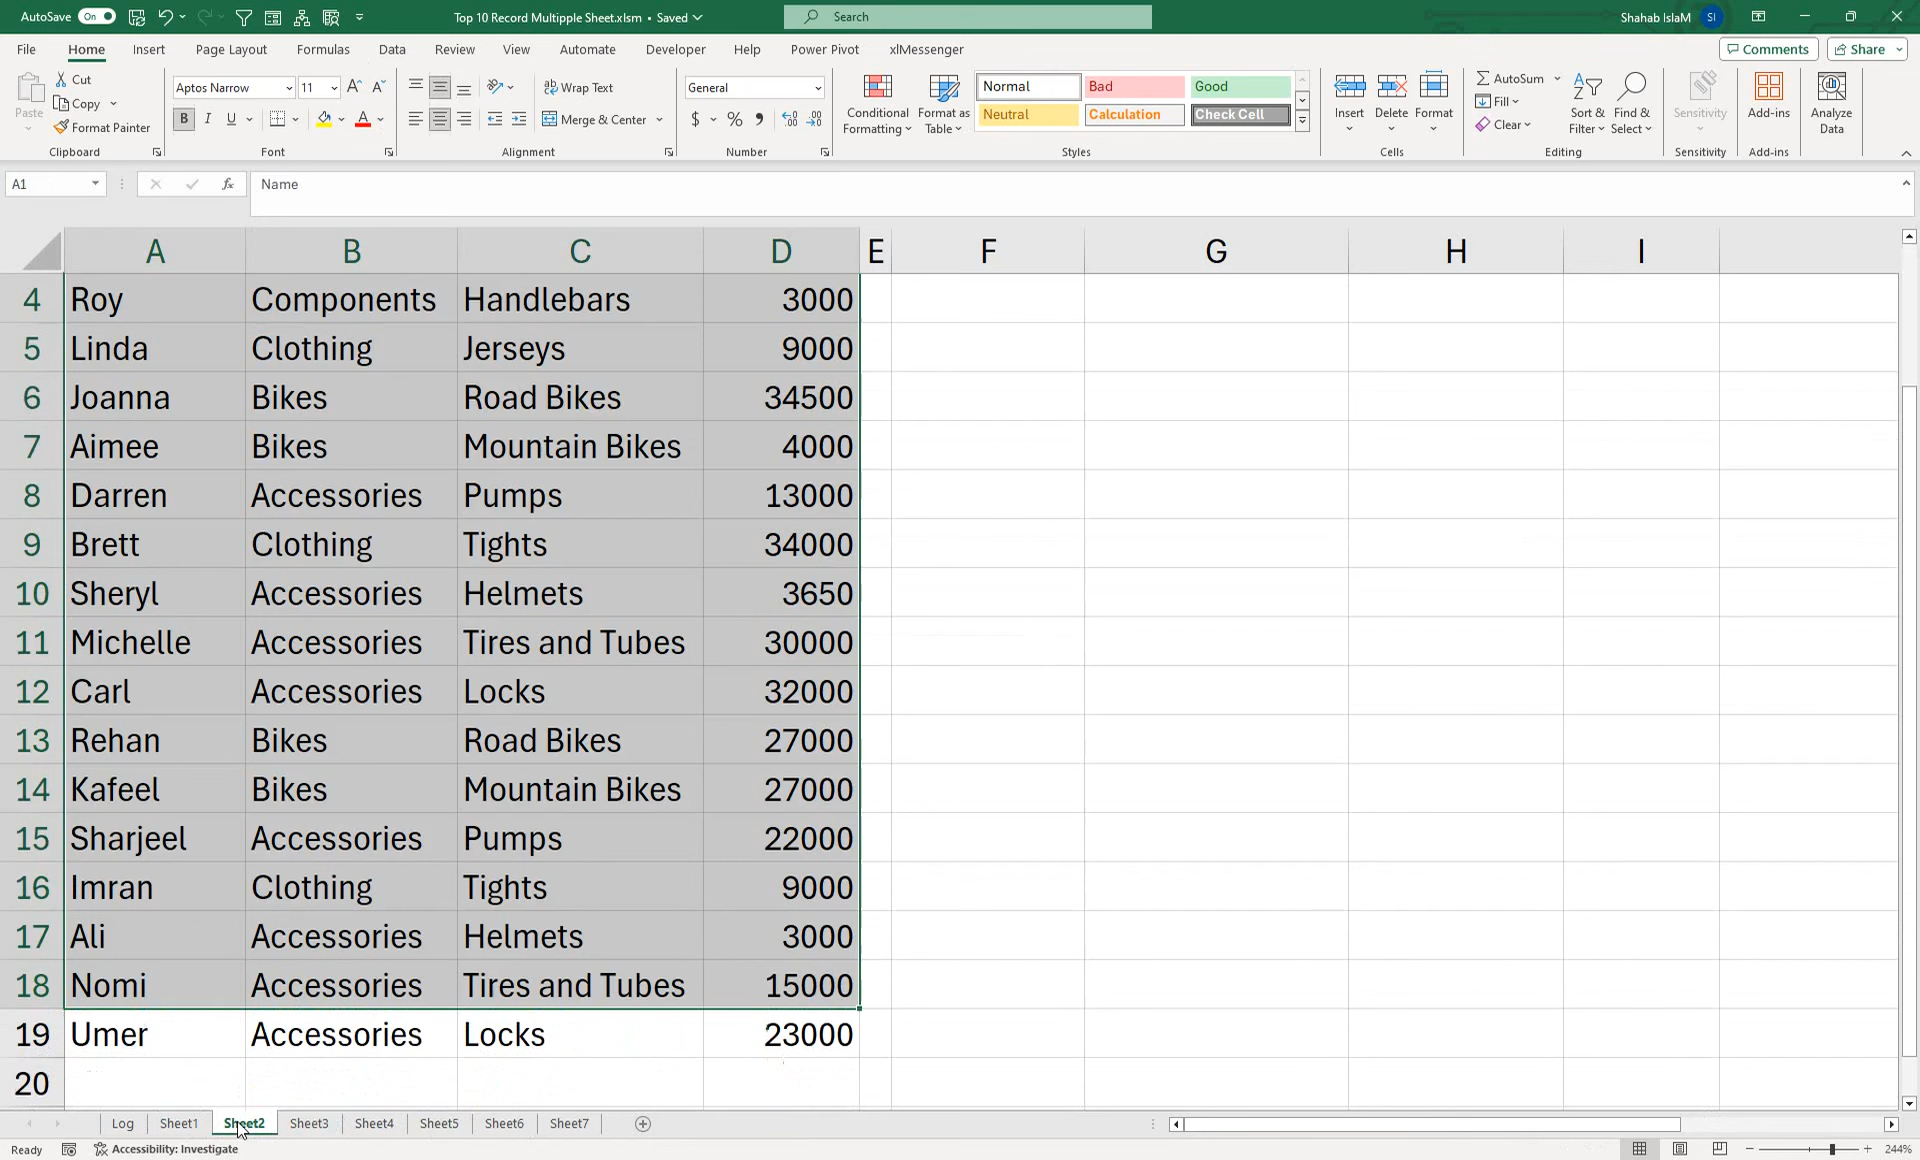 AutoSave On Top 10 Record Multipple Sheet.xlsm • Saved Search Shahab IslaM SI
File Home Insert Page Layout Formulas Data Review View Automate Developer Help Power Pivot xlMessenger Comments Share
Paste
Cut
Copy
Format Painter
Clipboard
Aptos Narrow 11
B I U
Font
Wrap Text
Merge & Center
Alignment
General
$ % 9
Number
Conditional Formatting
Format as Table
Normal Bad Good
Neutral Calculation Check Cell
Styles
Insert Delete Format
Cells
AutoSum
Fill
Clear
Sort & Filter
Find & Select
Editing
Sensitivity
Sensitivity
Add-ins
Add-ins
Analyze Data
A1 fx Name
A B C D E F G H I
4 Roy Components Handlebars 3000
5 Linda Clothing Jerseys 9000
6 Joanna Bikes Road Bikes 34500
7 Aimee Bikes Mountain Bikes 4000
8 Darren Accessories Pumps 13000
9 Brett Clothing Tights 34000
10 Sheryl Accessories Helmets 3650
11 Michelle Accessories Tires and Tubes 30000
12 Carl Accessories Locks 32000
13 Rehan Bikes Road Bikes 27000
14 Kafeel Bikes Mountain Bikes 27000
15 Sharjeel Accessories Pumps 22000
16 Imran Clothing Tights 9000
17 Ali Accessories Helmets 3000
18 Nomi Accessories Tires and Tubes 15000
19 Umer Accessories Locks 23000
20
Log Sheet1 Sheet2 Sheet3 Sheet4 Sheet5 Sheet6 Sheet7
Ready Accessibility: Investigate 244%